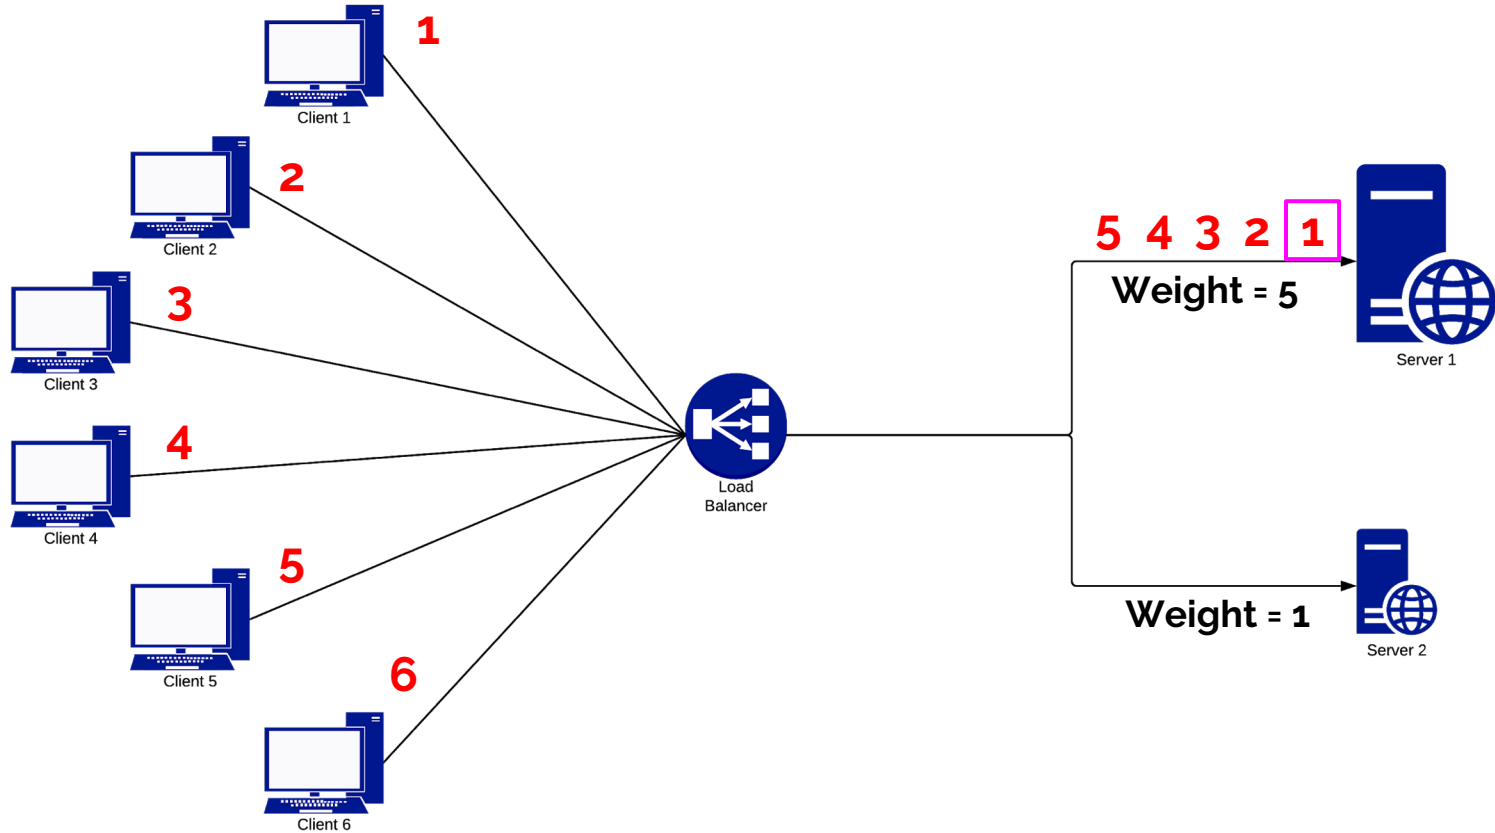 1
Client 1
2
Client 2
3
Client 3
4
Client 4
5
Client 5
6
Client 6
Load
Balancer
5 4 3 2 1
Weight = 5
Server 1
Weight = 1
Server 2